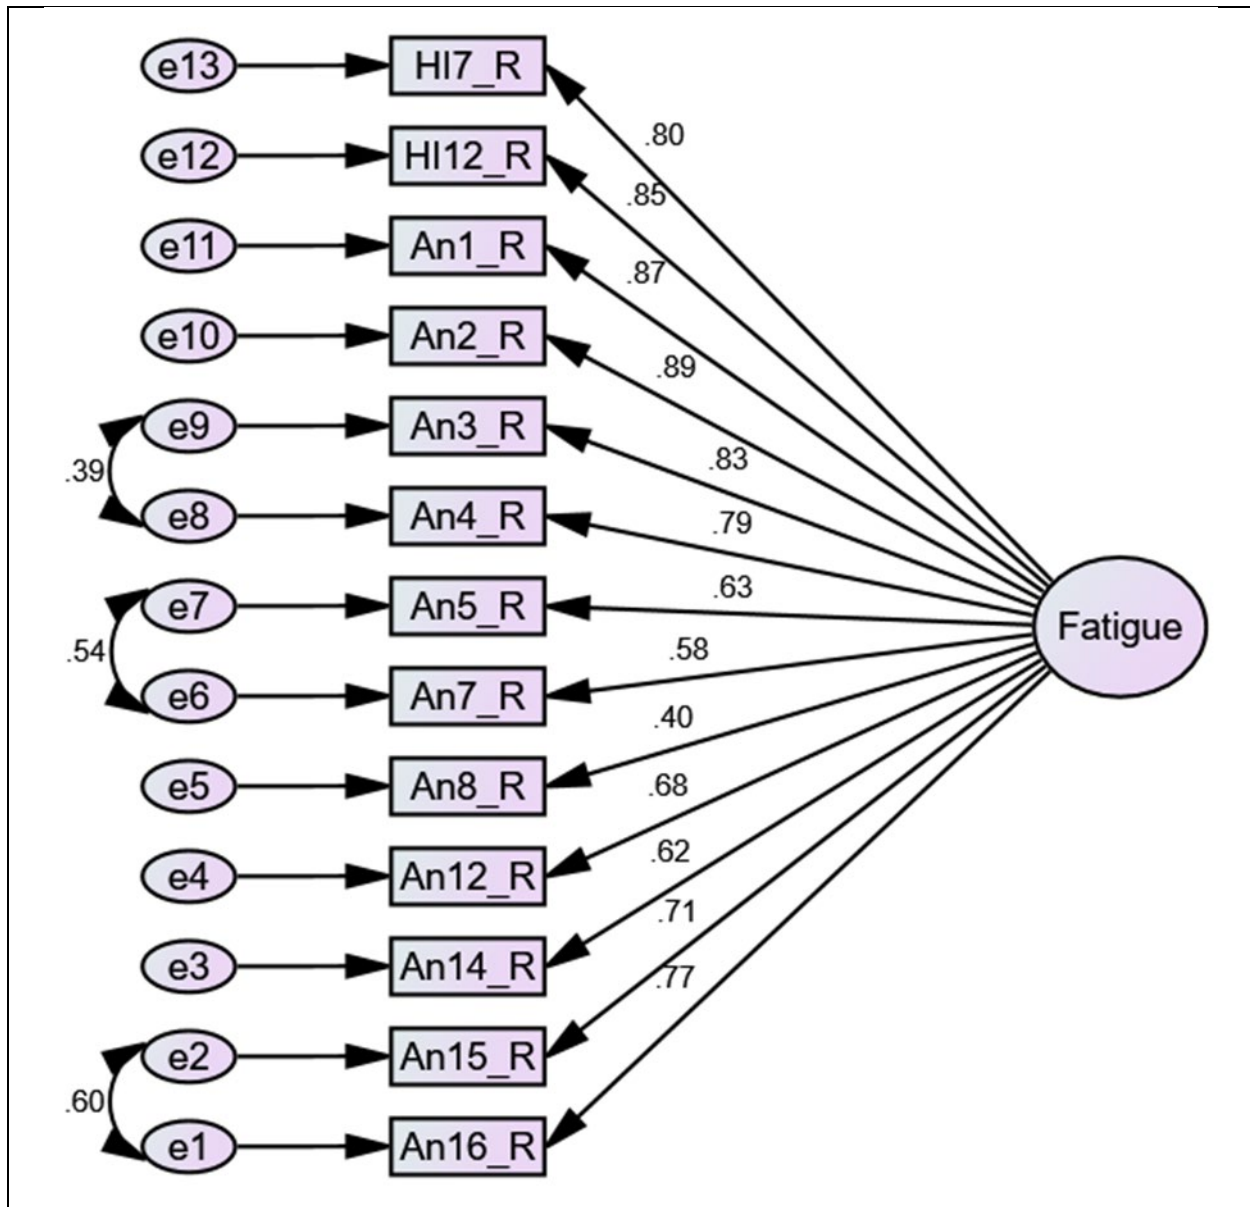 e13
HI7_R
.80
e12
HI12_R
.85
e11
An1_R
.87
e10
An2_R
.89
e9
An3_R
.83
.39
e8
An4_R
.79
e7
An5_R
.63
Fatigue
.54
.58
e6
An7_R
.40
e5
An8_R
.68
e4
An12_R
.62
e3
An14_R
.71
.77
e2
An15_R
.60
e1
An16_R